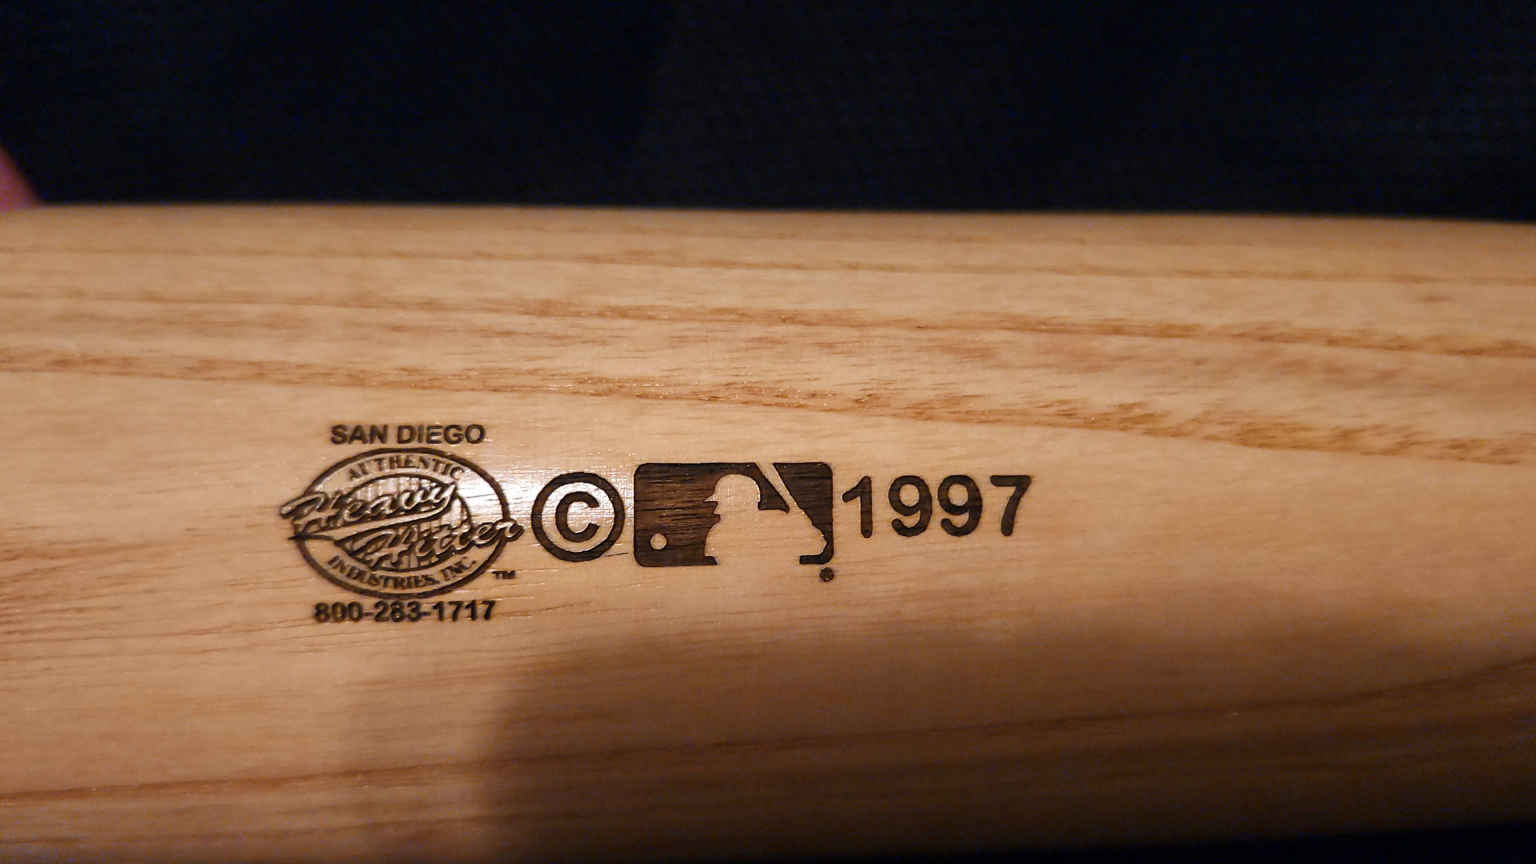 SAN DIEGO
AUTHENTIC
Heavy
Hitter
INDUSTRIES, INC. ™
800-283-1717
© ® 1997